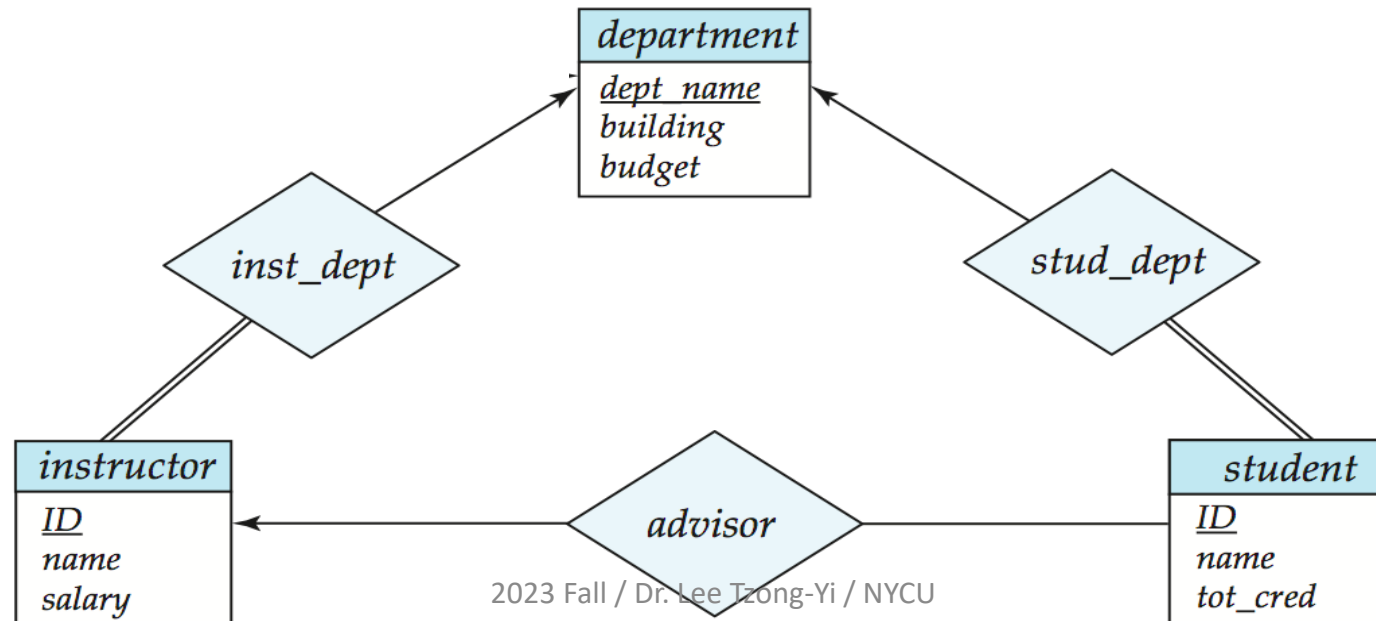 department
dept_name
building
budget
inst_dept
stud_dept
instructor
ID
name
salary
advisor
student
ID
name
tot_cred
2023 Fall / Dr. Lee Tzong-Yi / NYCU